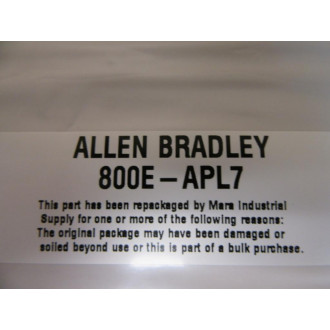 ALLEN BRADLEY
800E-APL7
This part has been repackaged by Mara Industrial
Supply for one or more of the following reasons:
The original package may have been damaged or
soiled beyond use or this is part of a bulk purchase.